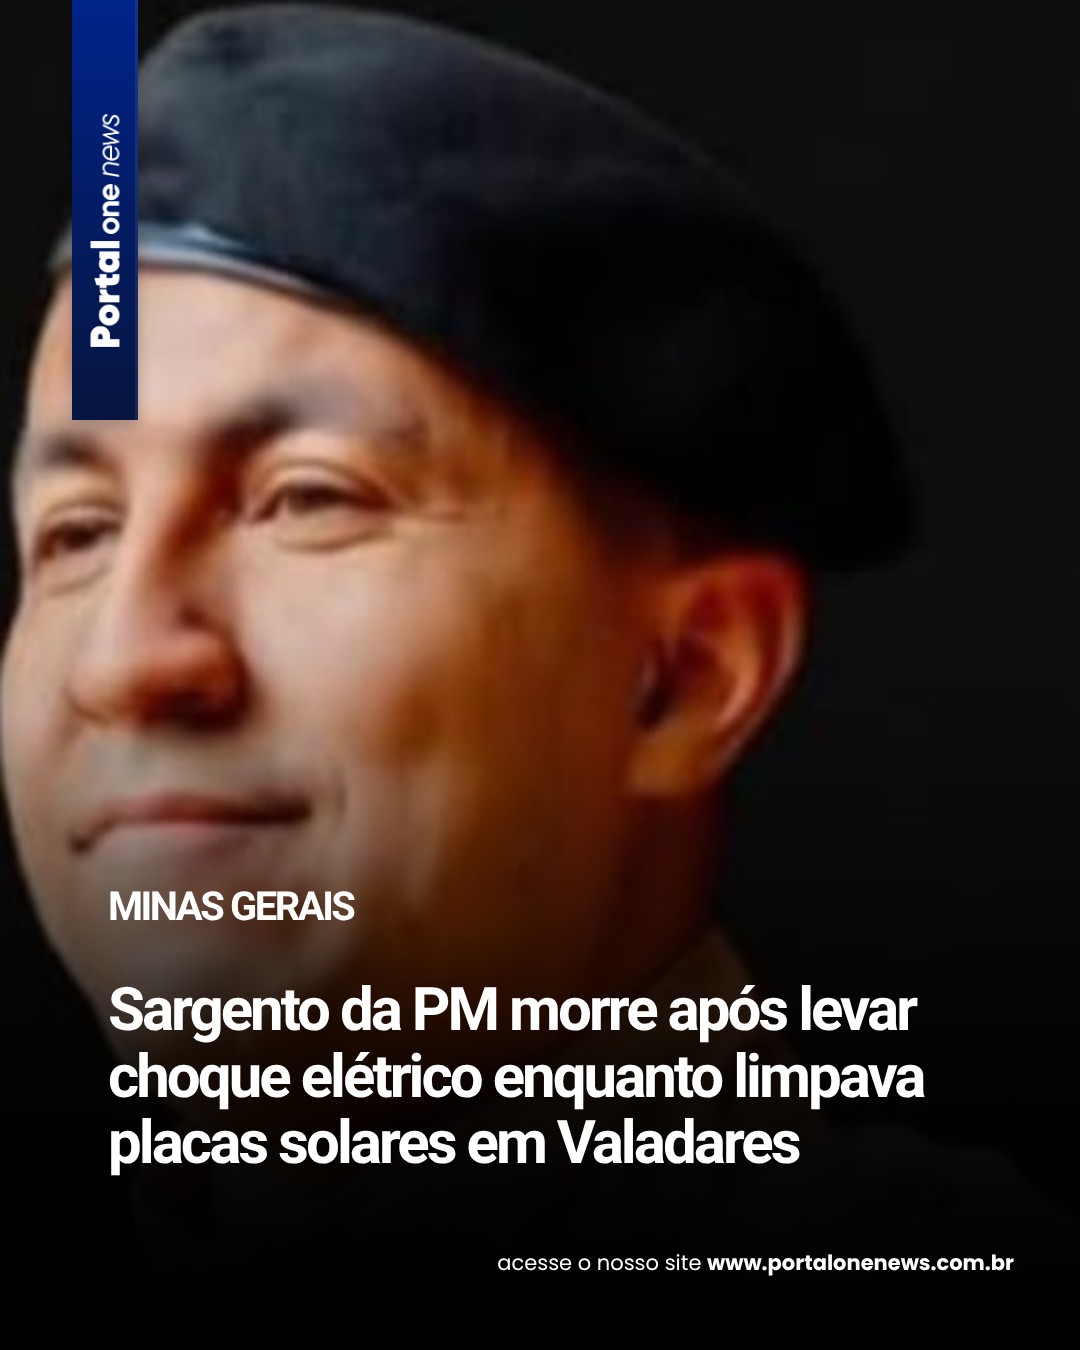 Portal one news
MINAS GERAIS
Sargento da PM morre após levar
choque elétrico enquanto limpava
placas solares em Valadares
acesse o nosso site www.portalonenews.com.br